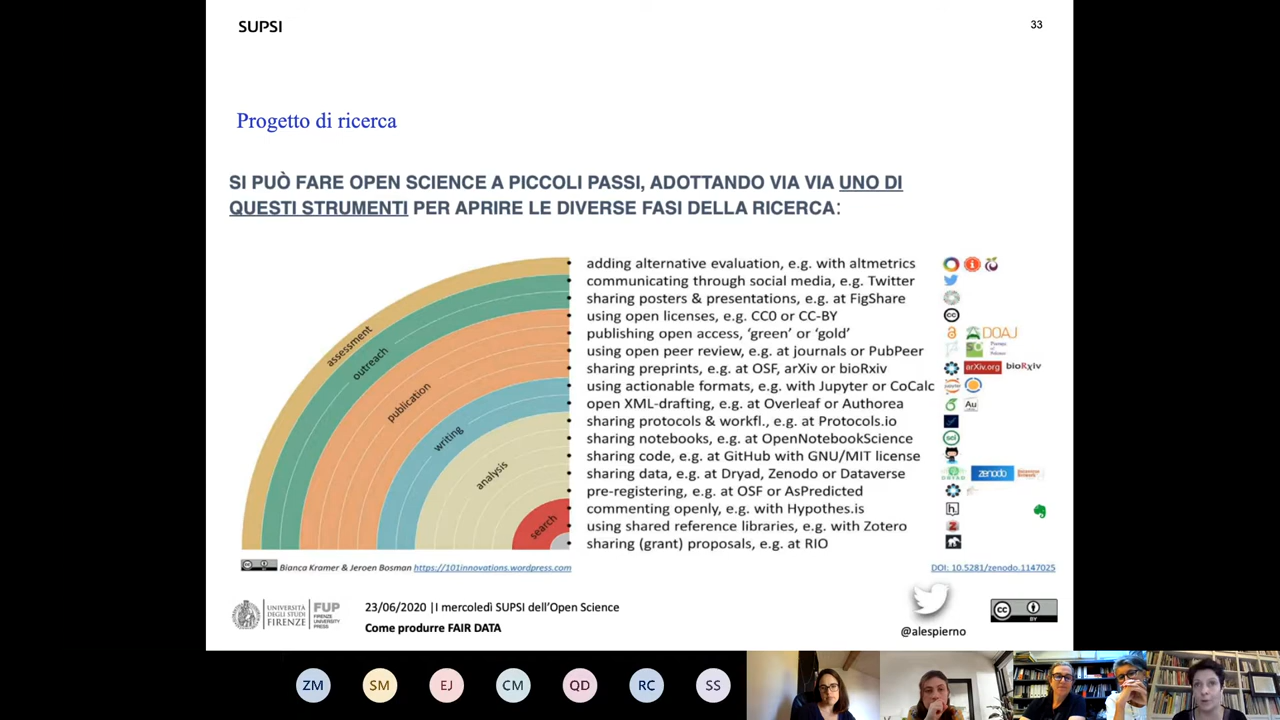 SUPSI
33
Progetto di ricerca
SI PUÒ FARE OPEN SCIENCE A PICCOLI PASSI, ADOTTANDO VIA VIA UNO DI
QUESTI STRUMENTI PER APRIRE LE DIVERSE FASI DELLA RICERCA:
assessment
outreach
publication
writing
analysis
search
adding alternative evaluation, e.g. with altmetrics
communicating through social media, e.g. Twitter
sharing posters & presentations, e.g. at FigShare
using open licenses, e.g. CC0 or CC-BY
cc
publishing open access, ‘green’ or ‘gold’
DOAJ
using open peer review, e.g. at journals or PubPeer
sharing preprints, e.g. at OSF, arXiv or bioRxiv
arXiv.org bioRxiv
using actionable formats, e.g. with Jupyter or CoCalc
jupyter
open XML-drafting, e.g. at Overleaf or Authorea
Au
sharing protocols & workfl., e.g. at Protocols.io
sharing notebooks, e.g. at OpenNotebookScience
sharing code, e.g. at GitHub with GNU/MIT license
sharing data, e.g. at Dryad, Zenodo or Dataverse
DRYAD zenodo
pre-registering, e.g. at OSF or AsPredicted
commenting openly, e.g. with Hypothes.is
h.
using shared reference libraries, e.g. with Zotero
Z
sharing (grant) proposals, e.g. at RIO
Bianca Kramer & Jeroen Bosman https://101innovations.wordpress.com
DOI: 10.5281/zenodo.1147025
UNIVERSITÀ
DEGLI STUDI
FIRENZE
FUP
FIRENZE
UNIVERSITY
PRESS
23/06/2020 |I mercoledì SUPSI dell’Open Science
Come produrre FAIR DATA
@alespierno
cc
BY
ZM SM EJ CM QD RC SS